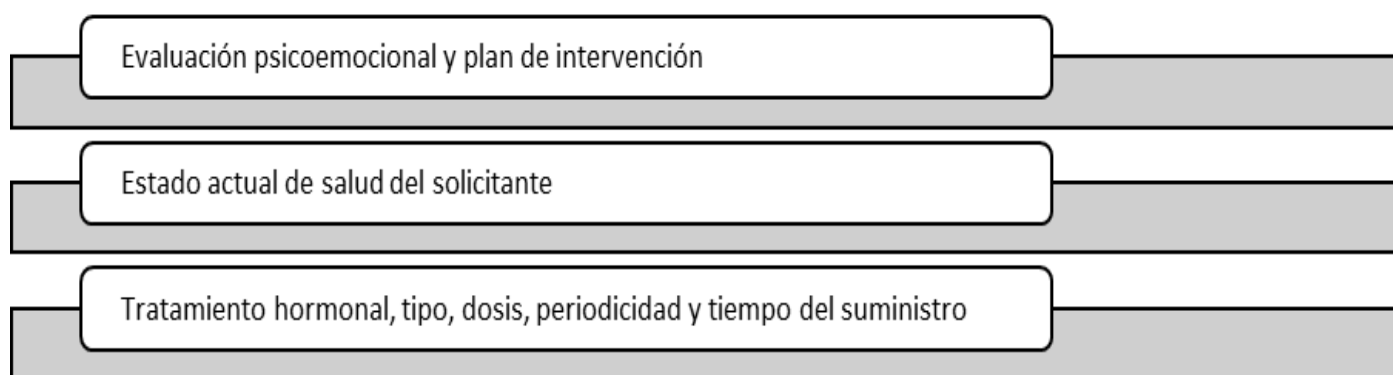 Evaluación psicoemocional y plan de intervención
Estado actual de salud del solicitante
Tratamiento hormonal, tipo, dosis, periodicidad y tiempo del suministro